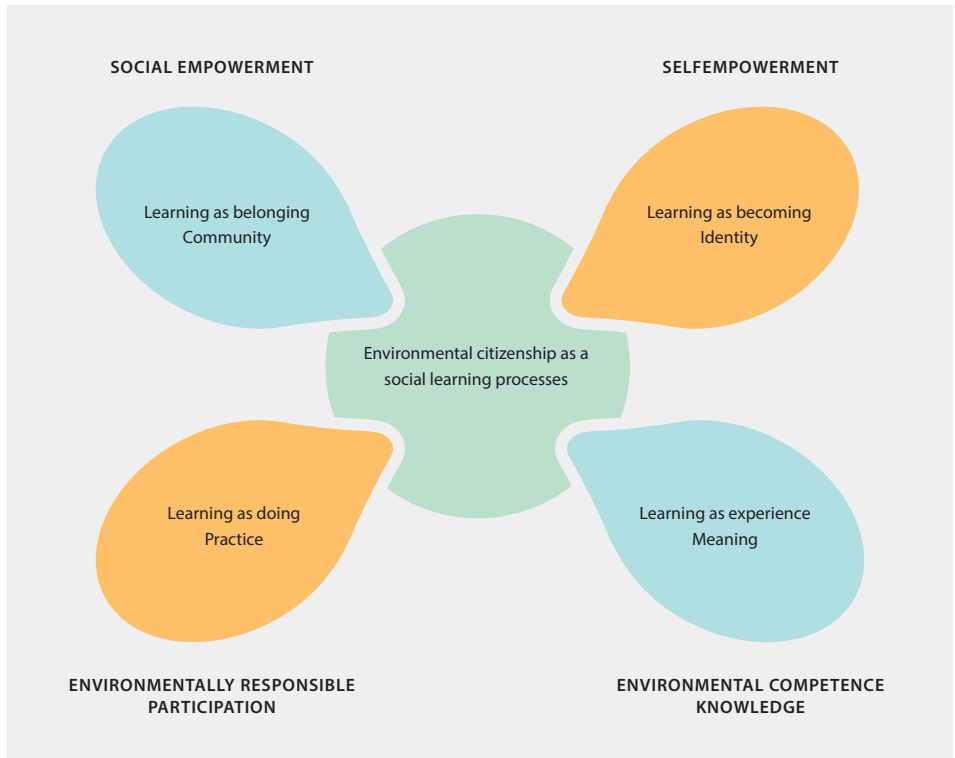 SOCIAL EMPOWERMENT
SELFEMPOWERMENT
Learning as belonging
Community
Learning as becoming
Identity
Environmental citizenship as a
social learning processes
Learning as doing
Practice
Learning as experience
Meaning
ENVIRONMENTALLY RESPONSIBLE
PARTICIPATION
ENVIRONMENTAL COMPETENCE
KNOWLEDGE